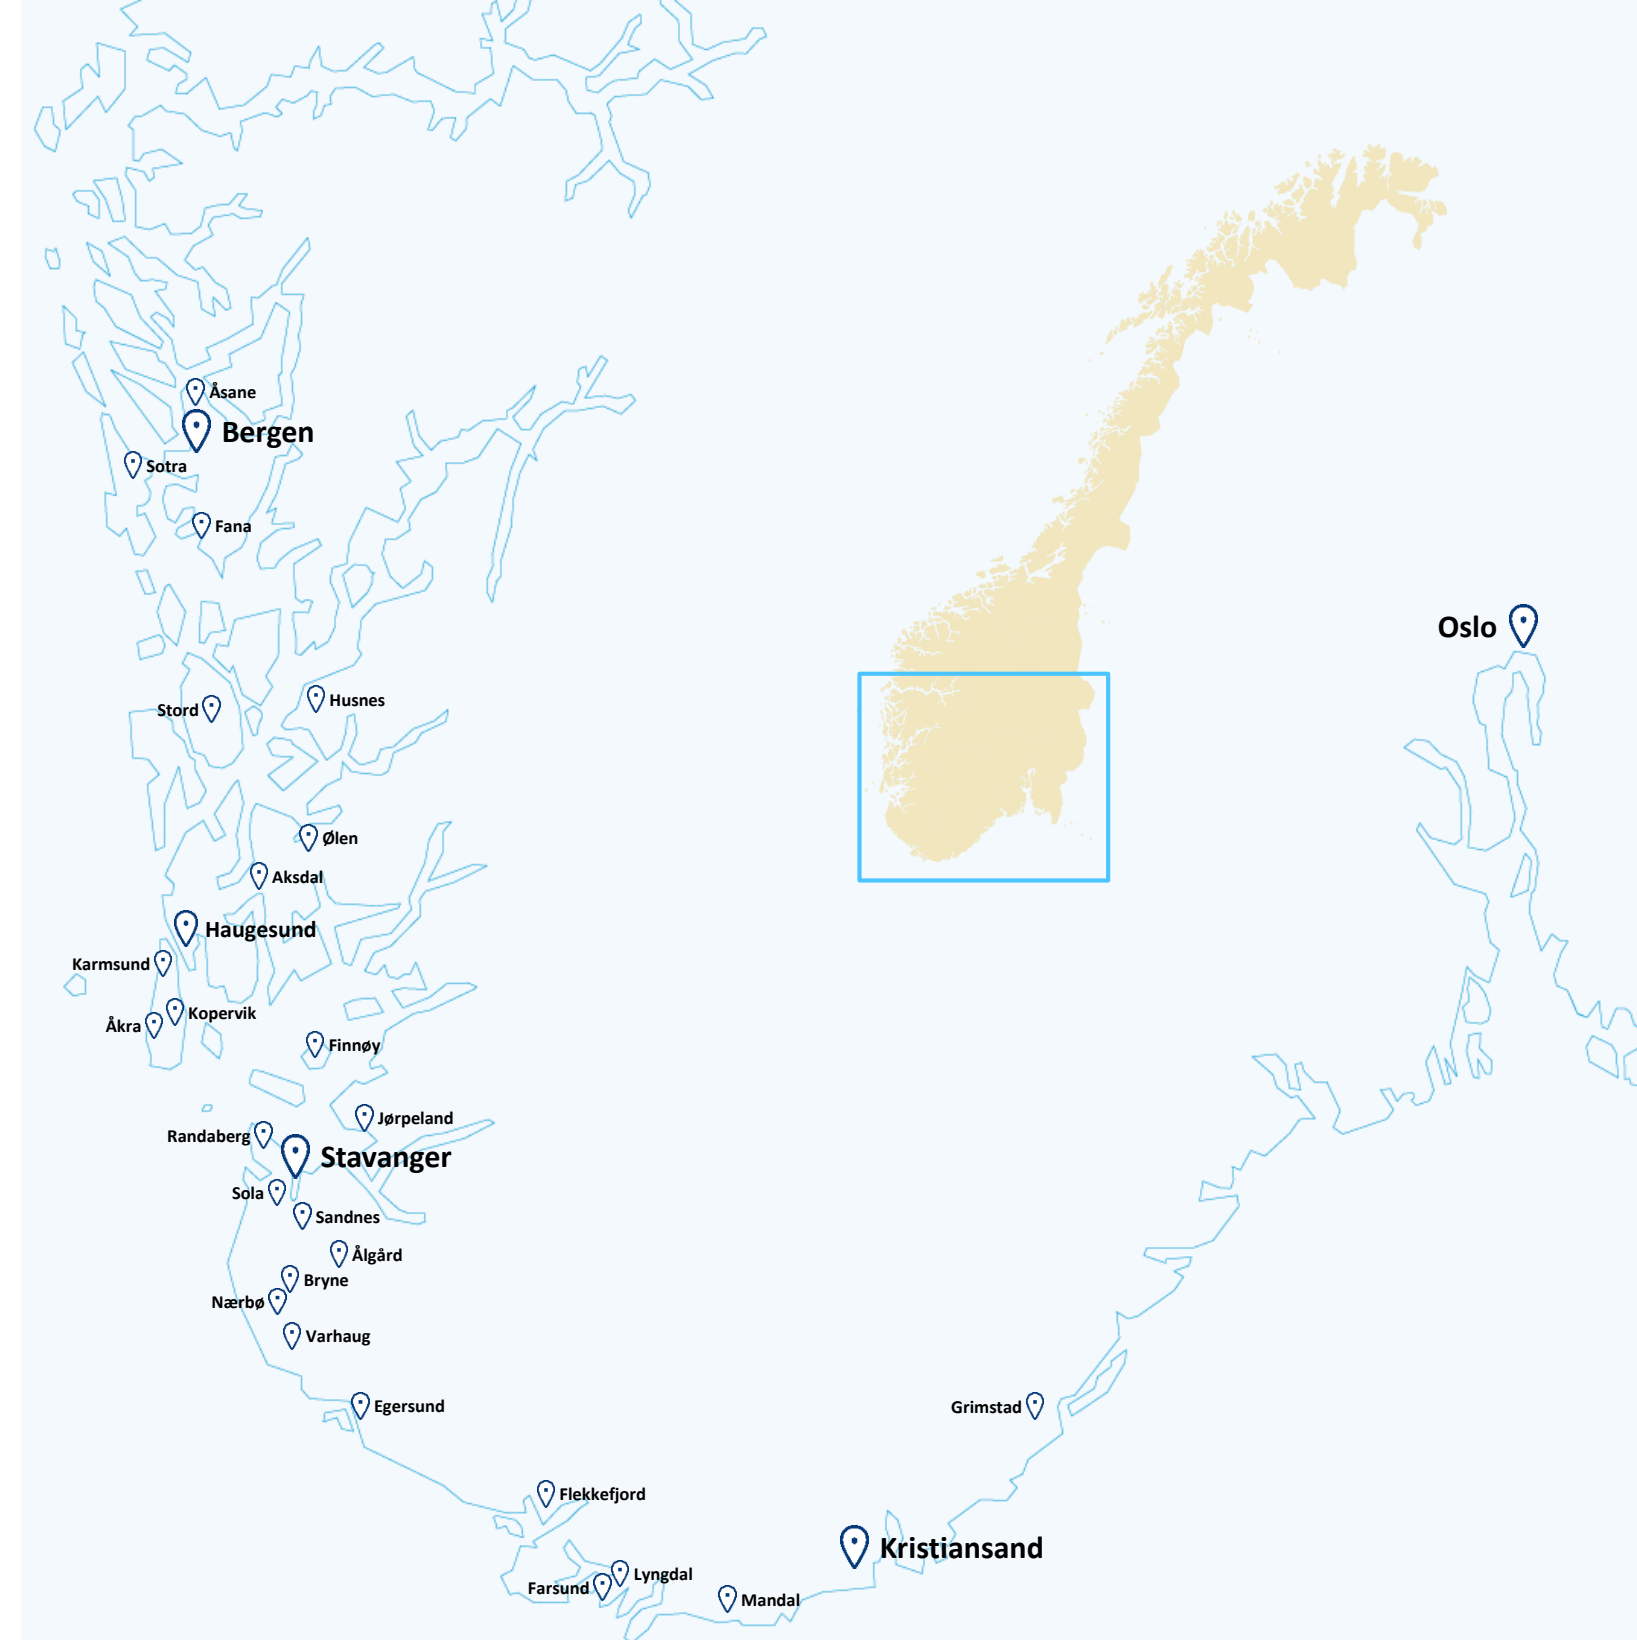 Åsane
Bergen
Sotra
Fana
Oslo
Husnes
Stord
Ølen
Aksdal
Haugesund
Karmsund
Kopervik
Åkra
Finnøy
Jørpeland
Randaberg
Stavanger
Sola
Sandnes
Ålgård
Bryne
Nærbø
Varhaug
Egersund
Grimstad
Flekkefjord
Kristiansand
Lyngdal
Farsund
Mandal